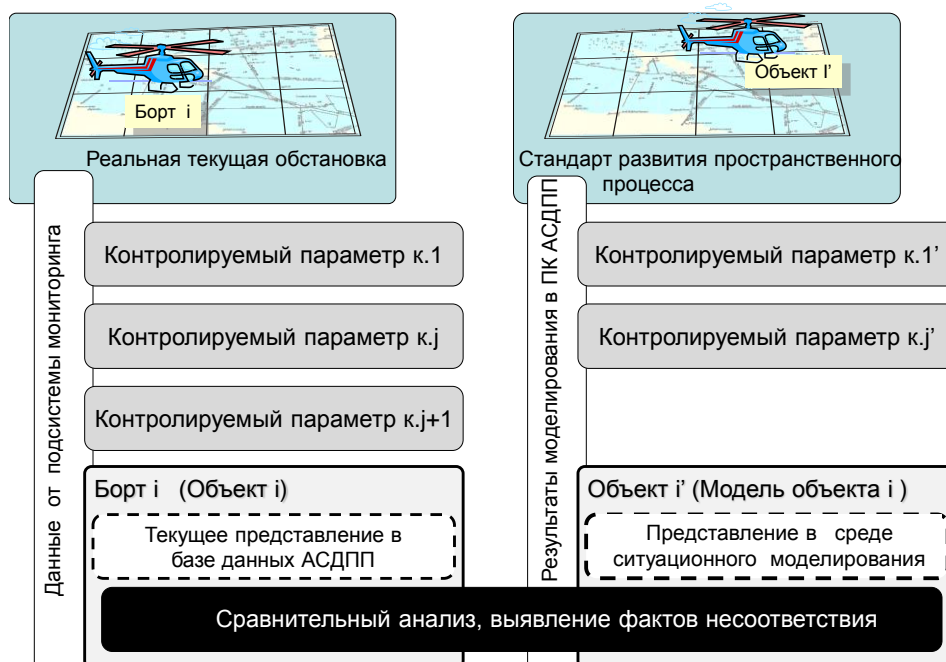 Борт i
Реальная текущая обстановка
Данные от подсистемы мониторинга
Контролируемый параметр к.1
Контролируемый параметр к.j
Контролируемый параметр к.j+1
Борт i (Объект i)
Текущее представление в
базе данных АСДПП
Объект I’
Стандарт развития пространственного
процесса
Результаты моделирования в ПК АСДПП
Контролируемый параметр к.1’
Контролируемый параметр к.j’
Объект i’ (Модель объекта i )
Представление в среде
ситуационного моделирования
Сравнительный анализ, выявление фактов несоответствия